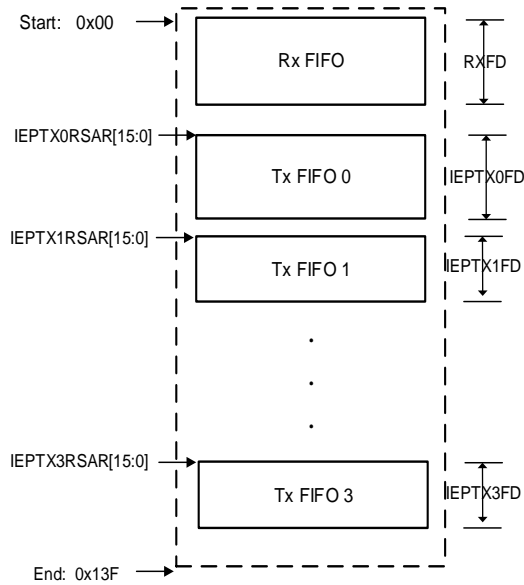 Start: 0x00
Rx FIFO
RXFD
IEPTX0RSAR[15:0]
Tx FIFO 0
IEPTX0FD
IEPTX1RSAR[15:0]
Tx FIFO 1
IEPTX1FD
.
.
.
IEPTX3RSAR[15:0]
Tx FIFO 3
IEPTX3FD
End: 0x13F